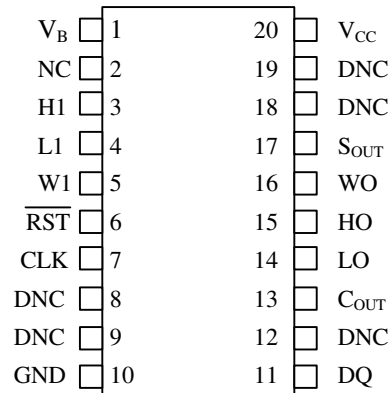 V_B 1 20 V_CC
NC 2 19 DNC
H1 3 18 DNC
L1 4 17 S_OUT
W1 5 16 WO
R̅S̅T̅ 6 15 HO
CLK 7 14 LO
DNC 8 13 C_OUT
DNC 9 12 DNC
GND 10 11 DQ